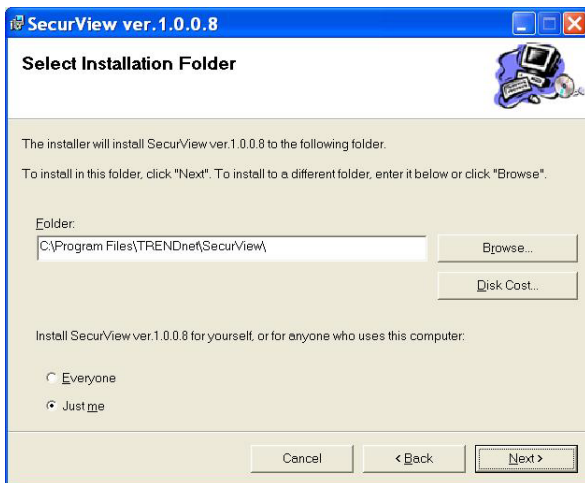 SecurView ver.1.0.0.8
Select Installation Folder
The installer will install SecurView ver.1.0.0.8 to the following folder.
To install in this folder, click "Next". To install to a different folder, enter it below or click "Browse".
Folder:
C:\Program Files\TRENDnet\SecurView\
Browse...
Disk Cost...
Install SecurView ver.1.0.0.8 for yourself, or for anyone who uses this computer:
Everyone
Just me
Cancel
< Back
Next >